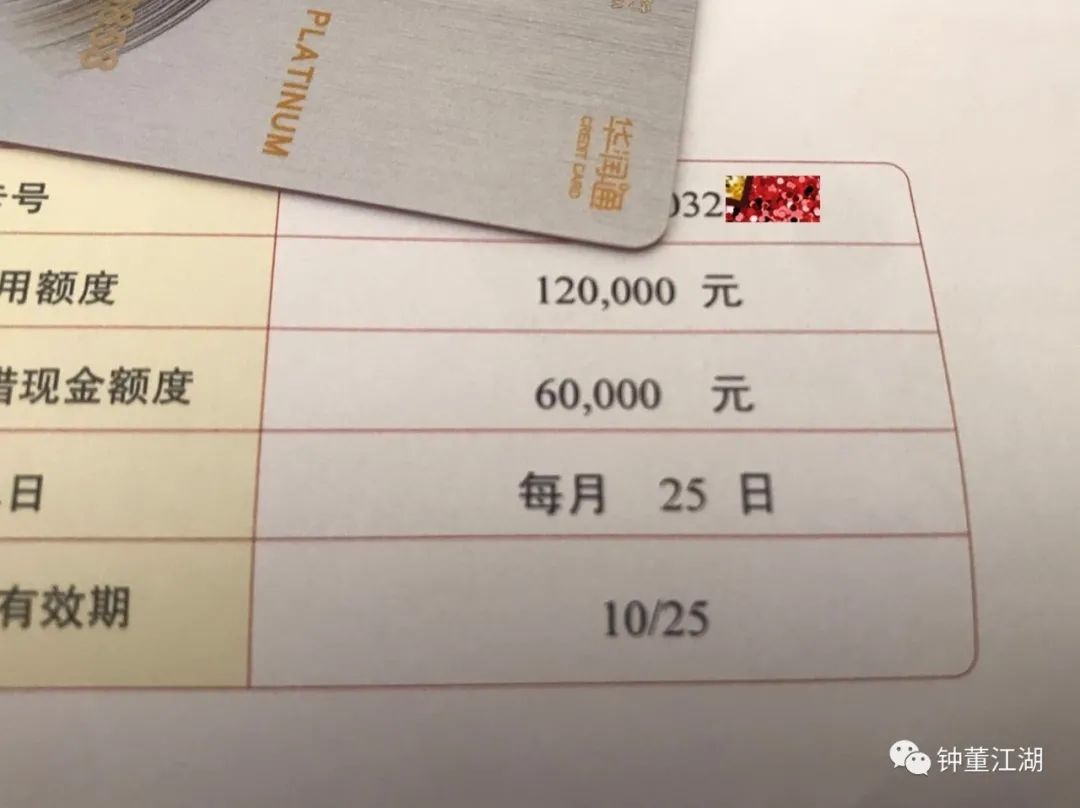 PLATINUM
华润通
CREDIT CARD
卡号 032
用额度 120,000 元
借现金额度 60,000 元
日 每月 25 日
有效期 10/25
钟董江湖